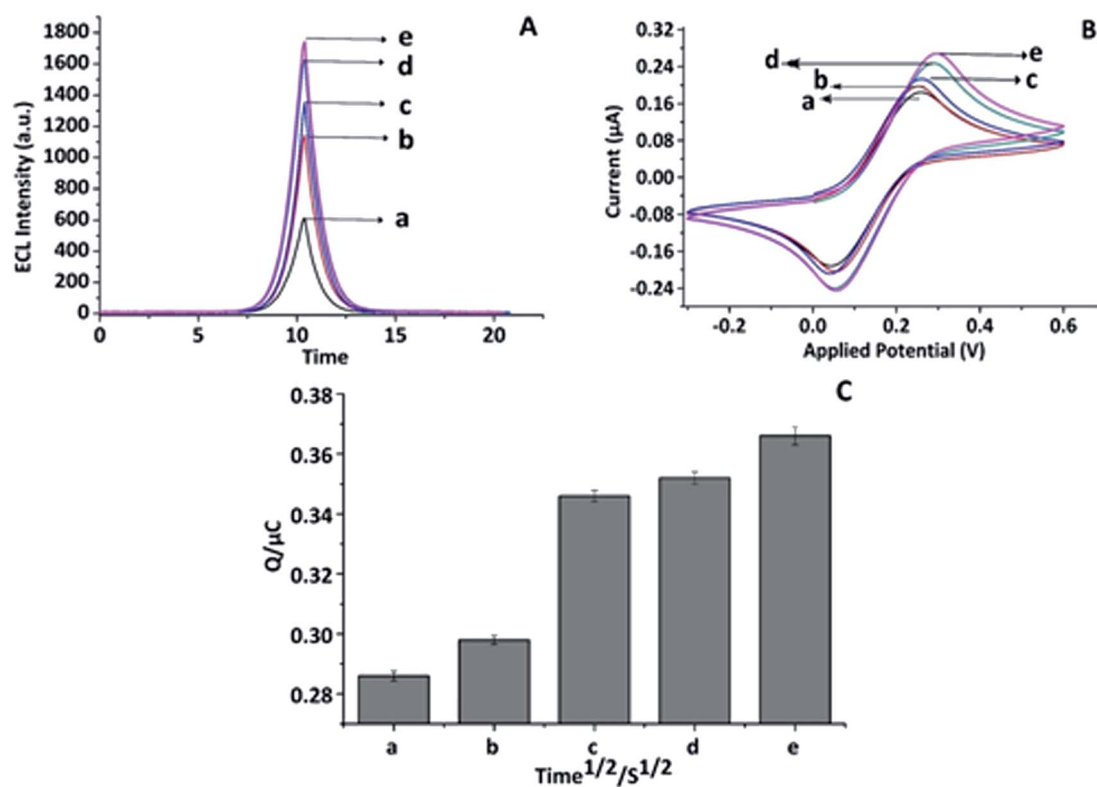 A
1800
1600
1400
1200
1000
800
600
400
200
0
ECL Intensity (a.u.)
e
d
c
b
a
0 5 10 15 20
Time
B
0.32
0.24
0.16
0.08
0.00
-0.08
-0.16
-0.24
Current (µA)
d
b
a
e
c
-0.2 0.0 0.2 0.4 0.6
Applied Potential (V)
C
0.38
0.36
0.34
0.32
0.30
0.28
Q/µC
a b c d e
Time1/2/S1/2